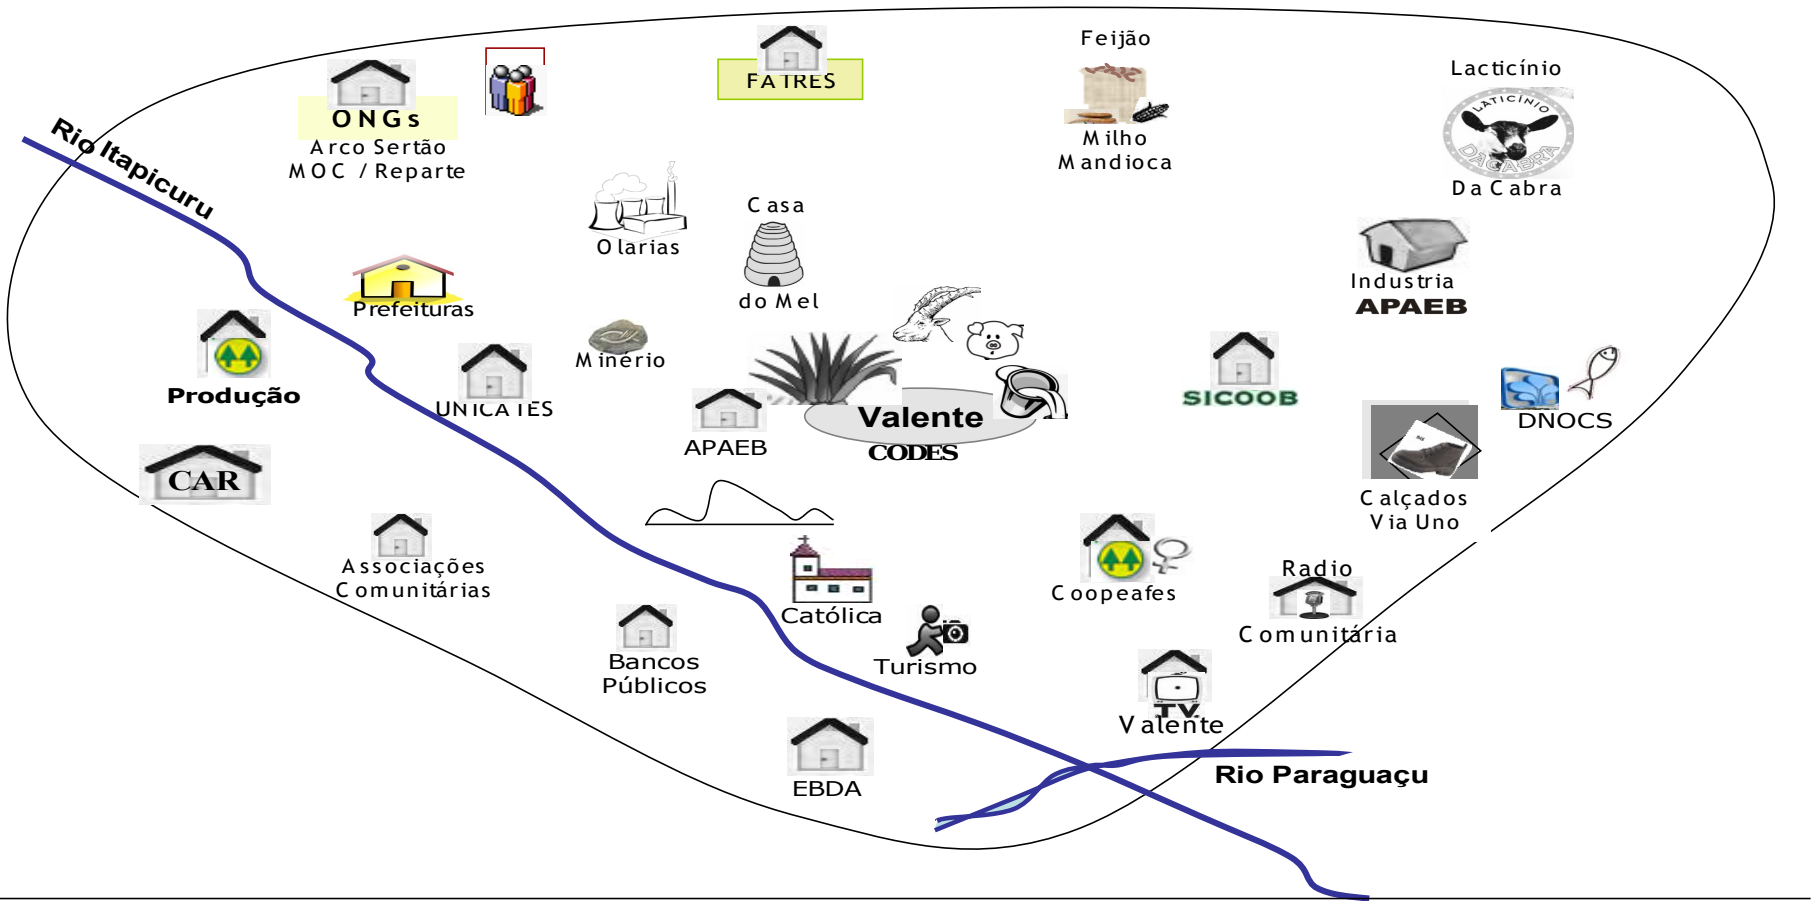 Feijão
Milho
Mandioca
Lacticínio
LATICÍNIO
DACABRA
Da Cabra
FATRES
ONGs
Arco Sertão
MOC / Reparte
Rio Itapicuru
Olarias
Casa
do Mel
Industria
APAEB
Prefeituras
Minério
Produção
UNICAFES
APAEB
Valente
CODES
SICOOB
DNOCS
CAR
Calçados
Via Uno
Associações
Comunitárias
Católica
Coopeafes
Radio
Comunitária
Bancos
Públicos
Turismo
TV
Valente
EBDA
Rio Paraguaçu